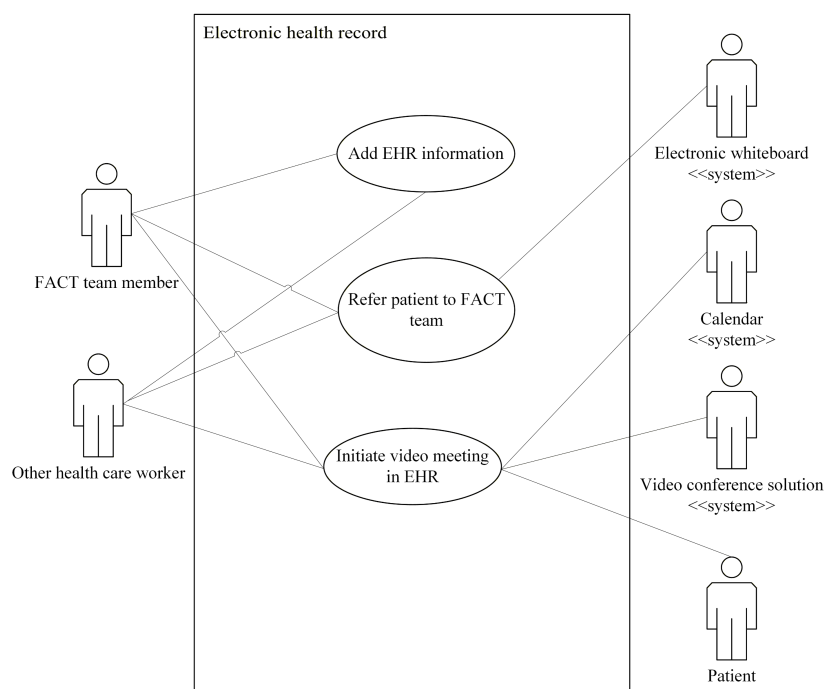 Electronic health record
Add EHR information
Refer patient to FACT
team
Initiate video meeting
in EHR
FACT team member
Other health care worker
Electronic whiteboard
<<system>>
Calendar
<<system>>
Video conference solution
<<system>>
Patient